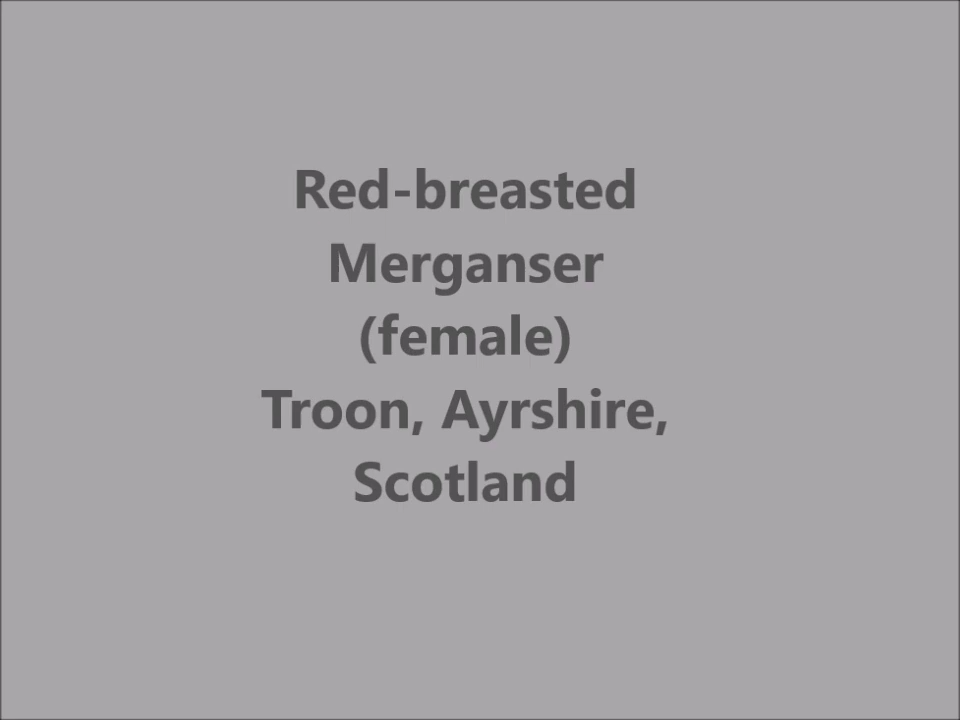 Red-breasted
Merganser
(female)
Troon, Ayrshire,
Scotland